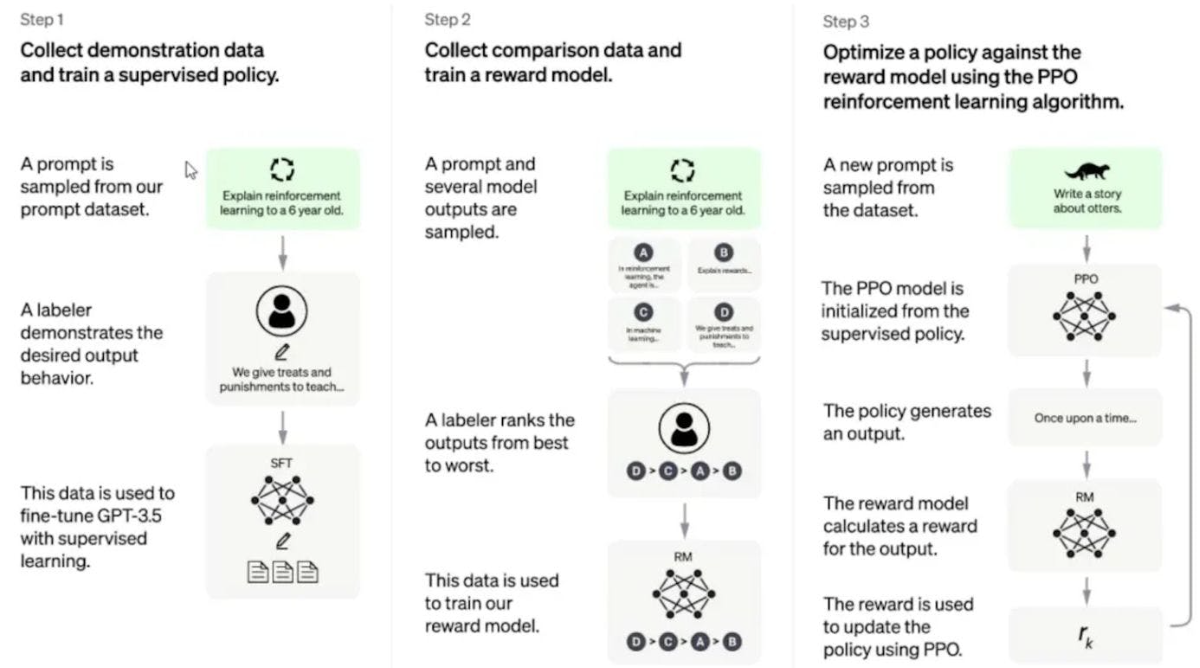 Step 1
Collect demonstration data
and train a supervised policy.
A prompt is
sampled from our
prompt dataset.
Explain reinforcement
learning to a 6 year old.
A labeler
demonstrates the
desired output
behavior.
We give treats and
punishments to teach...
SFT
This data is used to
fine-tune GPT-3.5
with supervised
learning.
Step 2
Collect comparison data and
train a reward model.
A prompt and
several model
outputs are
sampled.
Explain reinforcement
learning to a 6 year old.
A
In reinforcement
learning, the
agent is...
B
Explain rewards...
C
In machine
learning...
D
We give treats and
punishments to
teach...
A labeler ranks the
outputs from best
to worst.
D > C > A > B
RM
This data is used
to train our
reward model.
D > C > A > B
Step 3
Optimize a policy against the
reward model using the PPO
reinforcement learning algorithm.
A new prompt is
sampled from
the dataset.
Write a story
about otters.
PPO
The PPO model is
initialized from the
supervised policy.
The policy generates
an output.
Once upon a time...
RM
The reward model
calculates a reward
for the output.
The reward is used
to update the
policy using PPO.
rk